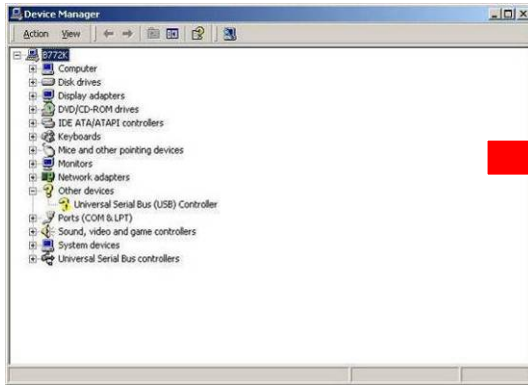 Device Manager
Action View
B772K
Computer
Disk drives
Display adapters
DVD/CD-ROM drives
IDE ATA/ATAPI controllers
Keyboards
Mice and other pointing devices
Monitors
Network adapters
Other devices
Universal Serial Bus (USB) Controller
Ports (COM & LPT)
Sound, video and game controllers
System devices
Universal Serial Bus controllers